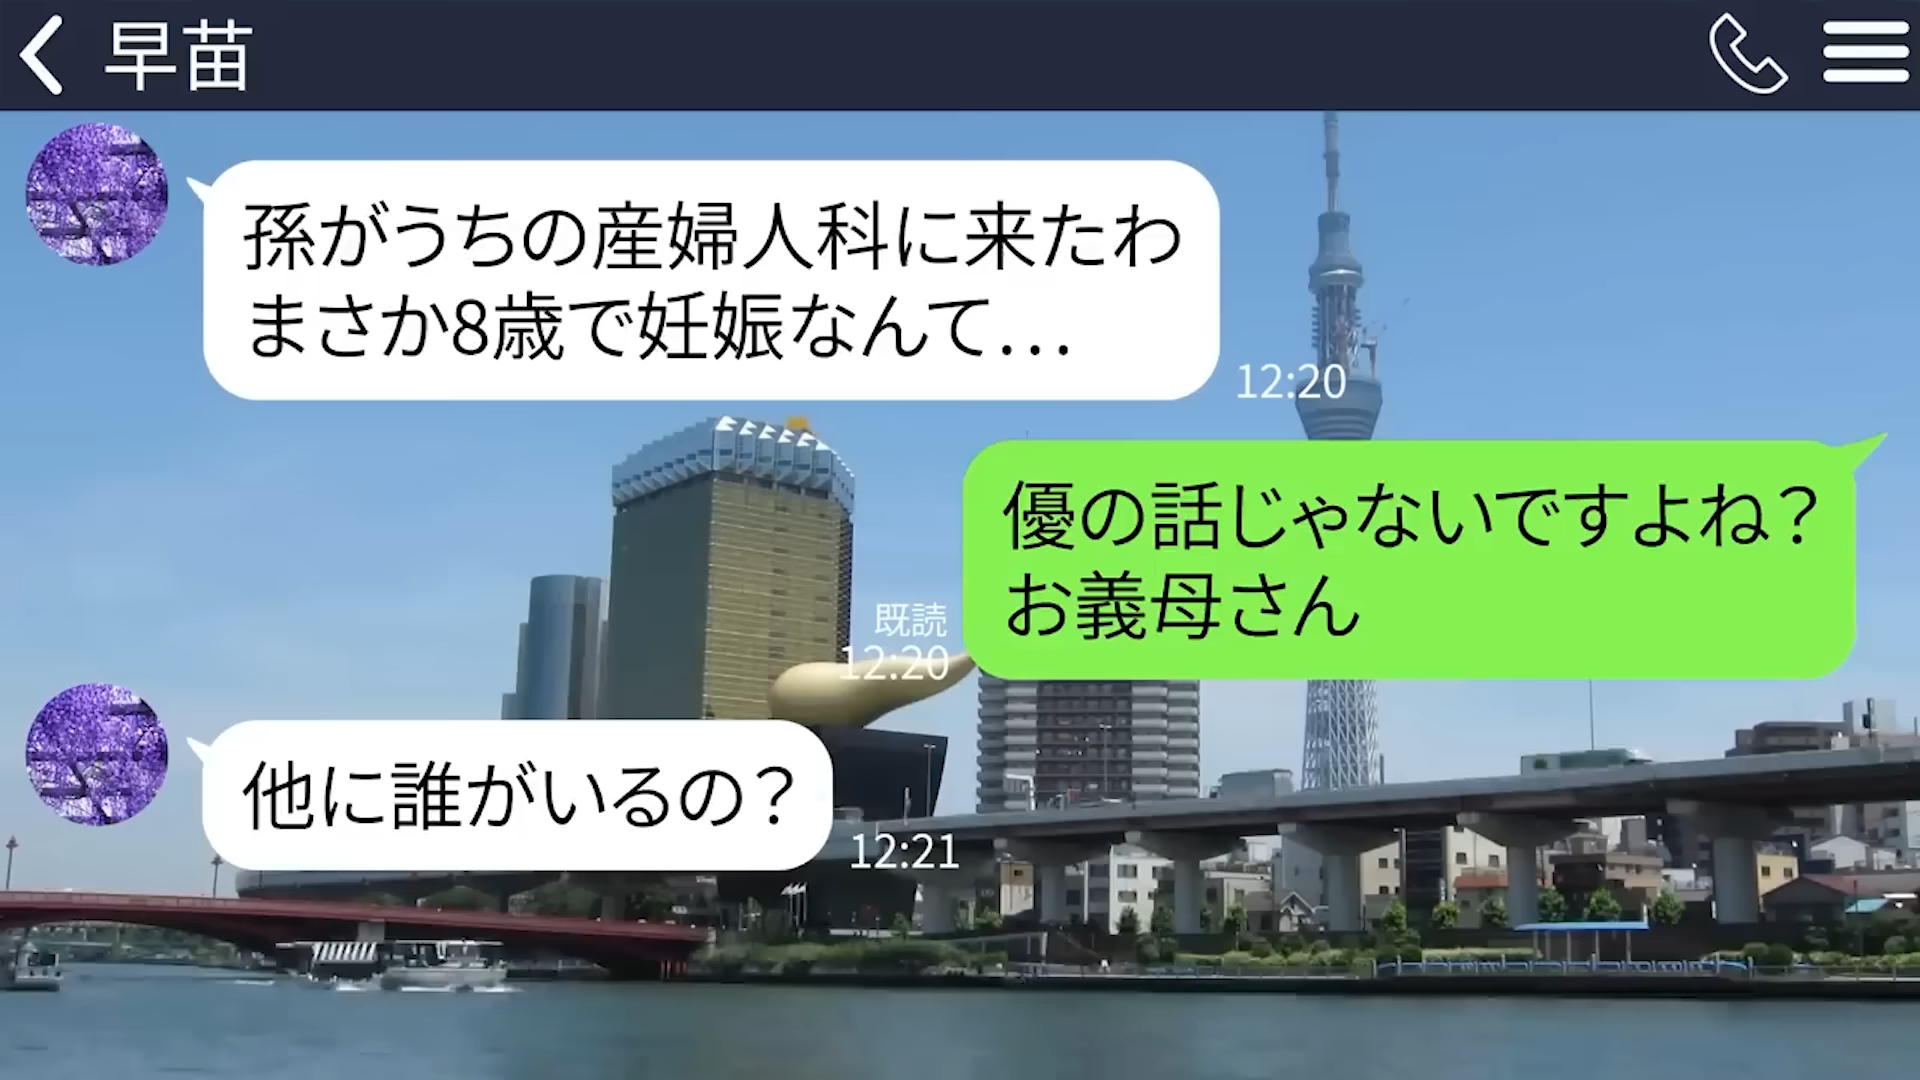 早苗
孫がうちの産婦人科に来たわ
まさか8歳で妊娠なんて…
12:20
優の話じゃないですよね？
お義母さん
既読
12:20
他に誰がいるの？
12:21